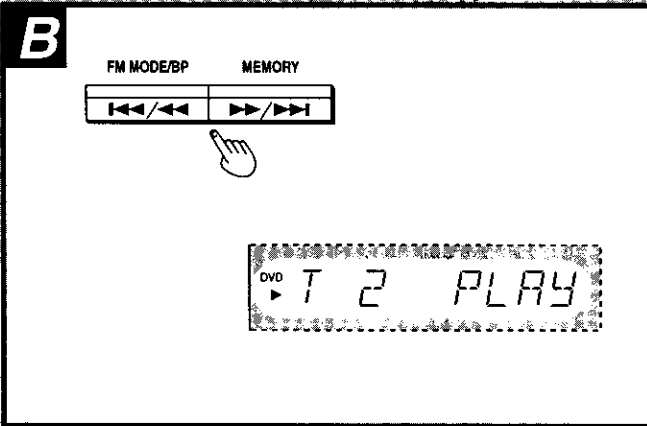 B
FM MODE/BP MEMORY
⏮◀◀/◀◀ ▶▶/▶▶⏭
DVD
▶ T 2 PLAY